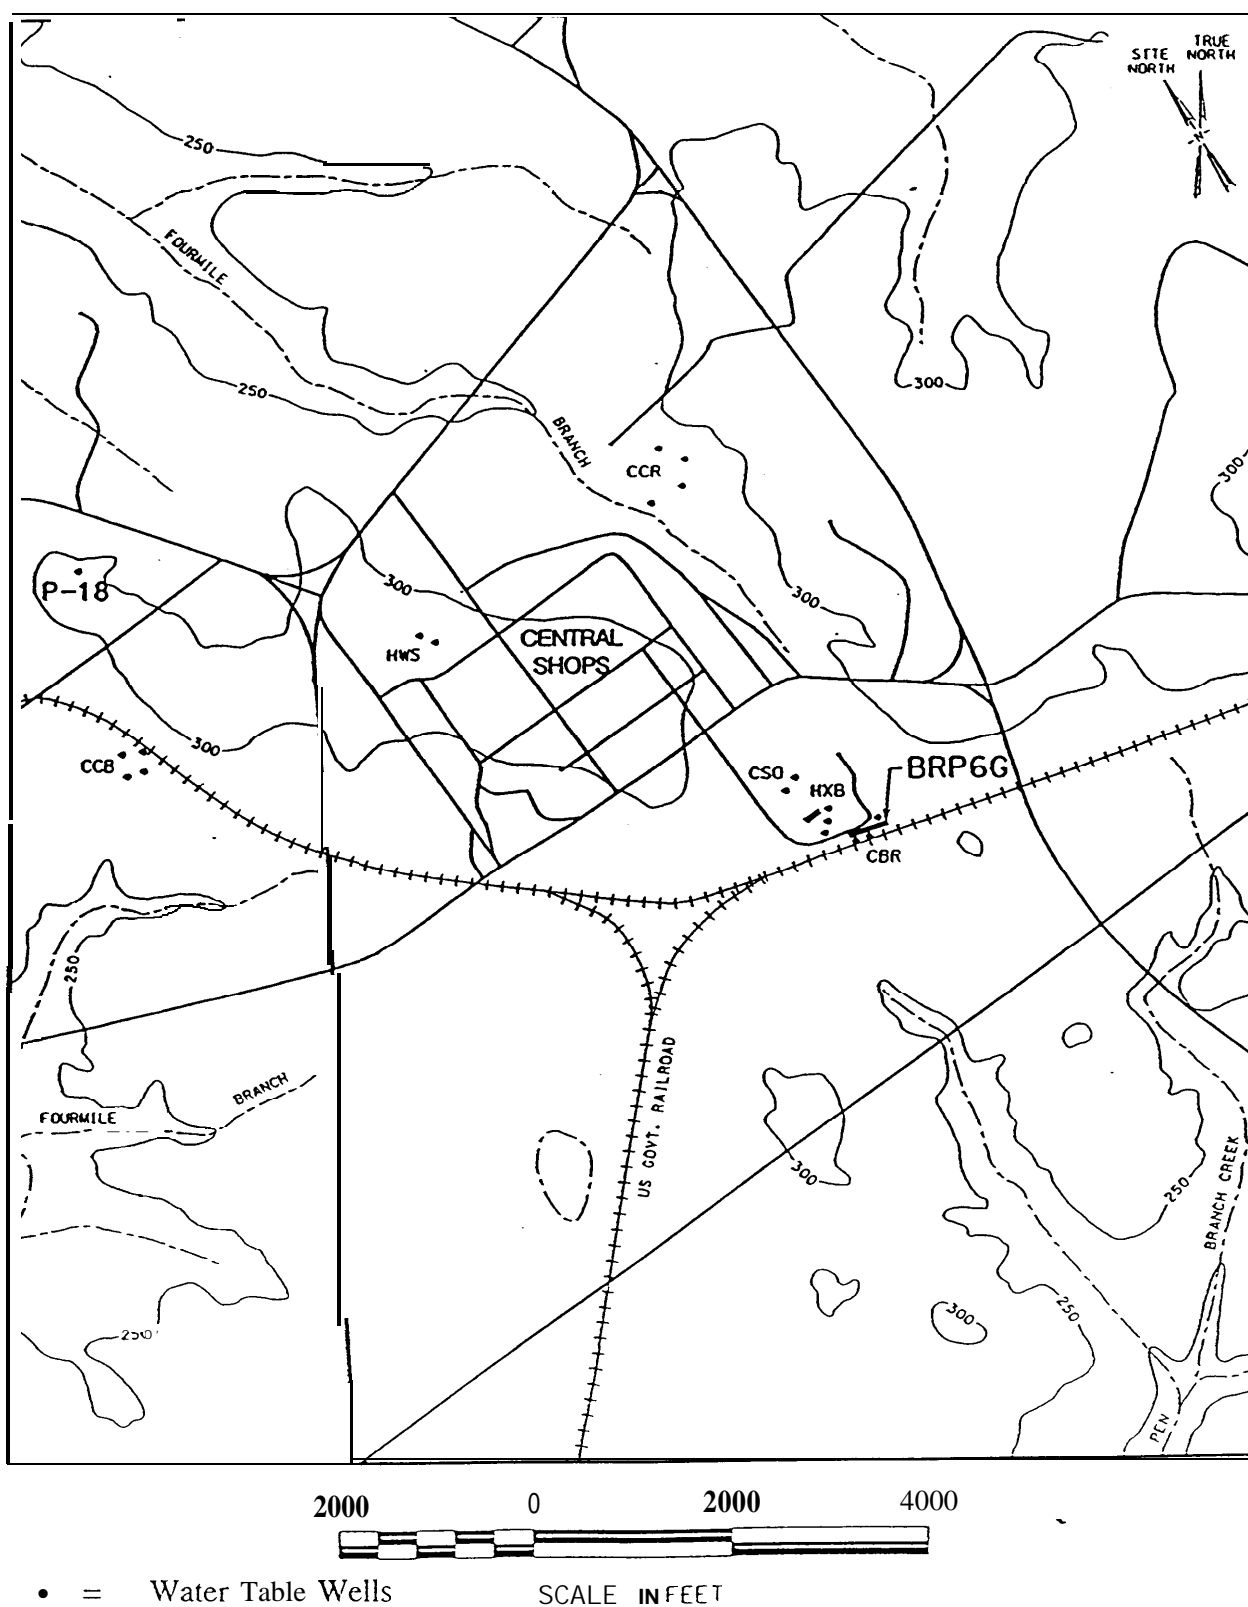 SITE NORTH
TRUE NORTH
N
250
FOURMILE
BRANCH
250
300
CCR
300
300
P-18
300
300
HWS
CENTRAL
SHOPS
300
CCB
CSO
HXB
BRP6G
CBR
250
US GOVT. RAILROAD
FOURMILE
BRANCH
300
250
BRANCH CREEK
PEN
250
300
250
2000 0 2000 4000
• = Water Table Wells
SCALE IN FEET